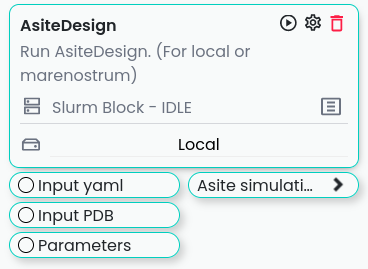 AsiteDesign
Run AsiteDesign. (For local or
marenostrum)
Slurm Block - IDLE
Local
Input yaml
Asite simulati...
Input PDB
Parameters